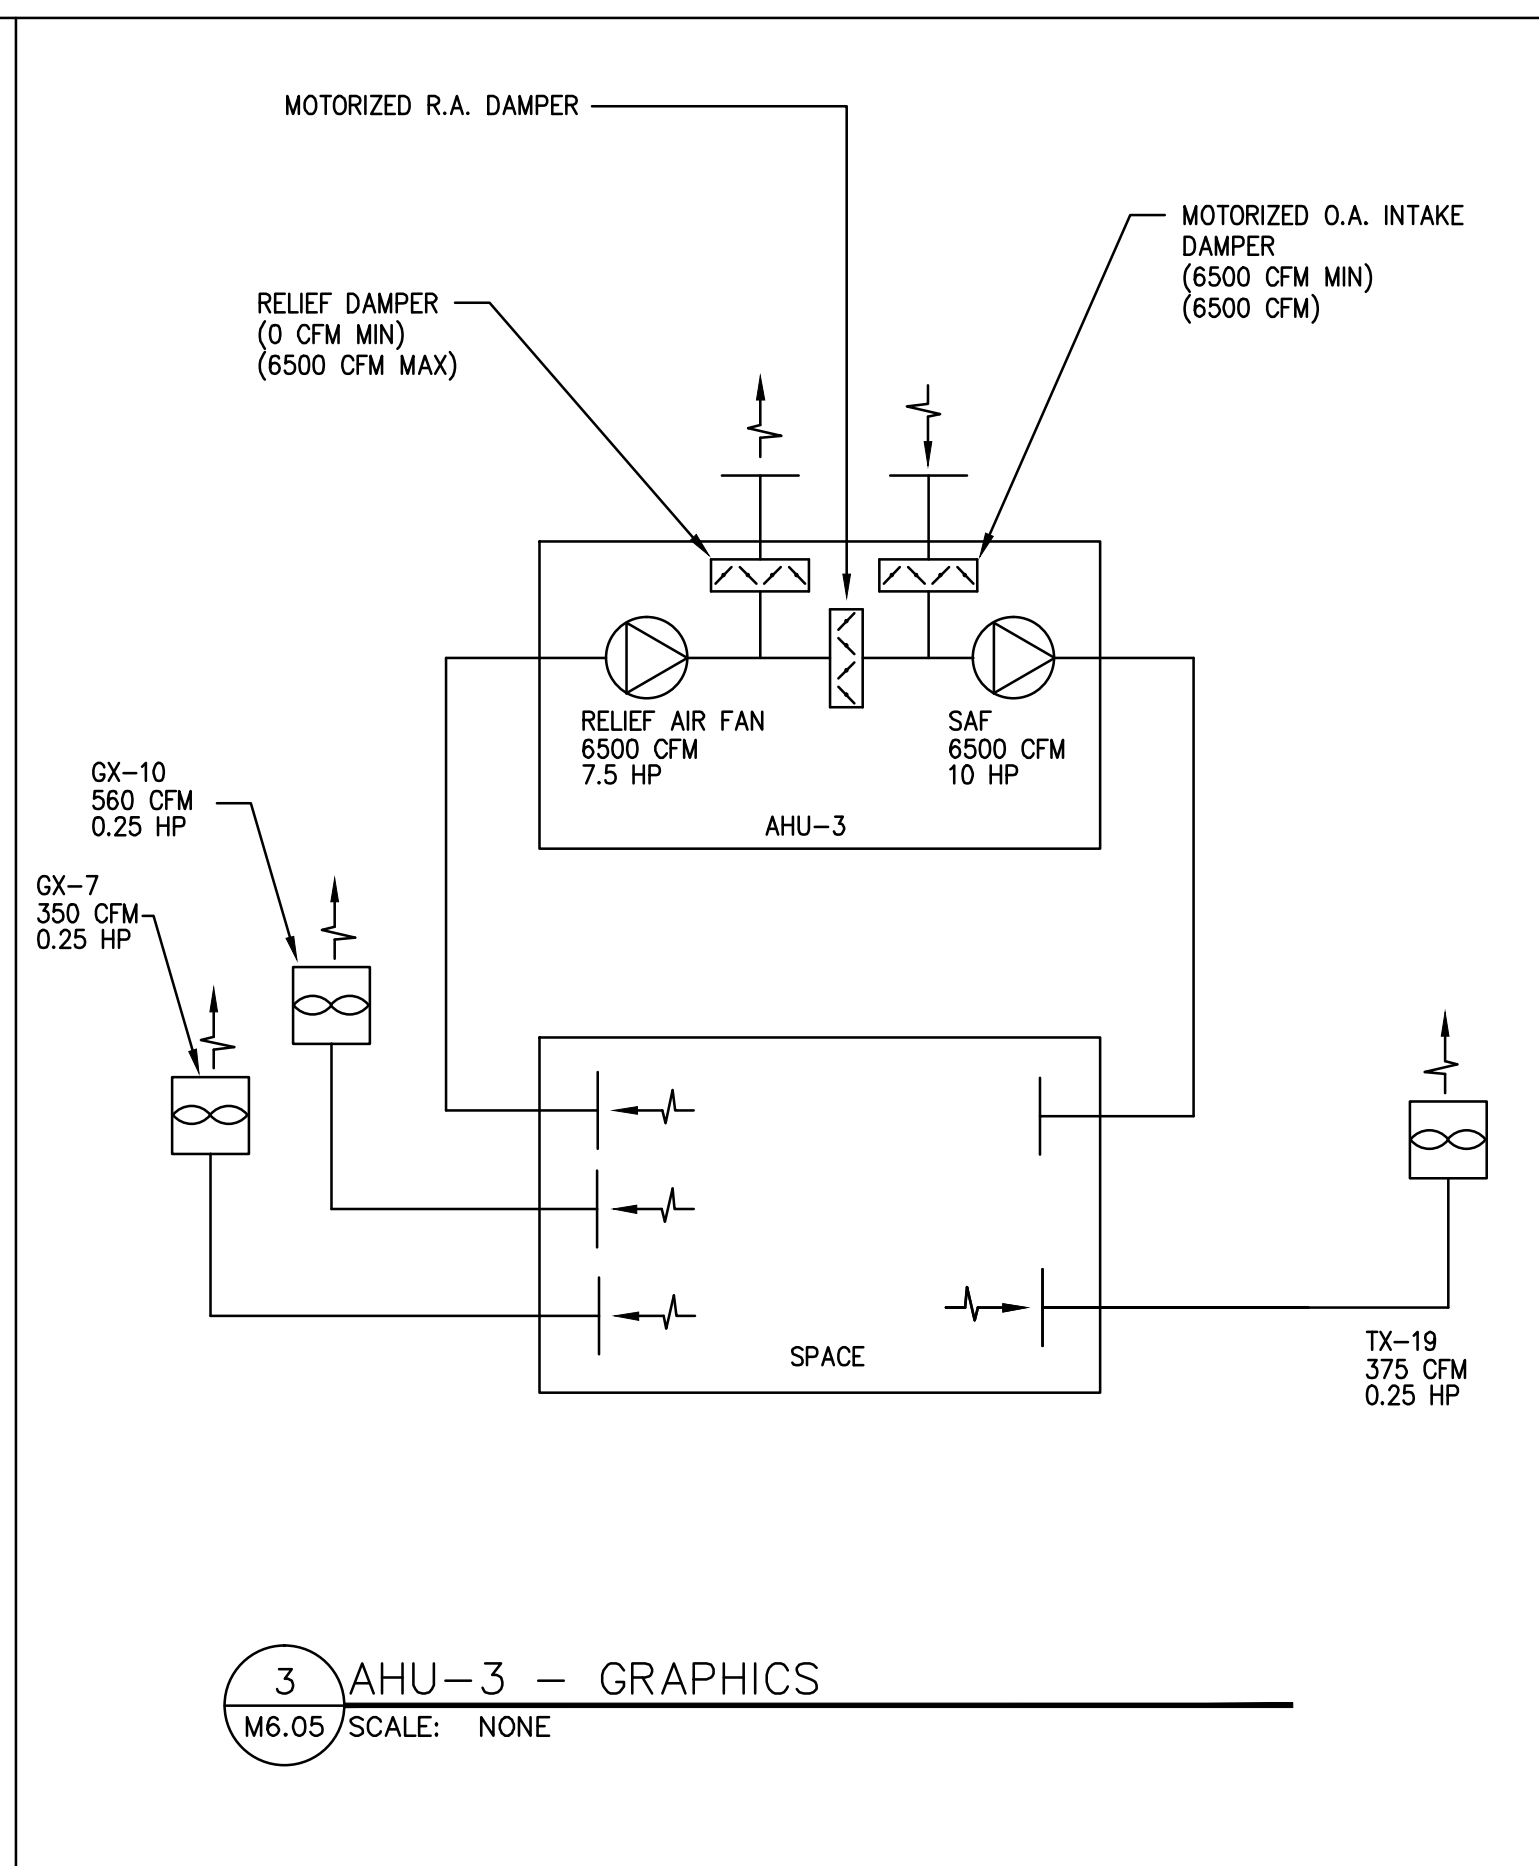 MOTORIZED R.A. DAMPER
MOTORIZED O.A. INTAKE
DAMPER
(6500 CFM MIN)
(6500 CFM)
RELIEF DAMPER
(0 CFM MIN)
(6500 CFM MAX)
RELIEF AIR FAN
6500 CFM
7.5 HP
SAF
6500 CFM
10 HP
AHU-3
GX-10
560 CFM
0.25 HP
GX-7
350 CFM
0.25 HP
SPACE
TX-19
375 CFM
0.25 HP
3
M6.05
AHU-3 - GRAPHICS
SCALE: NONE